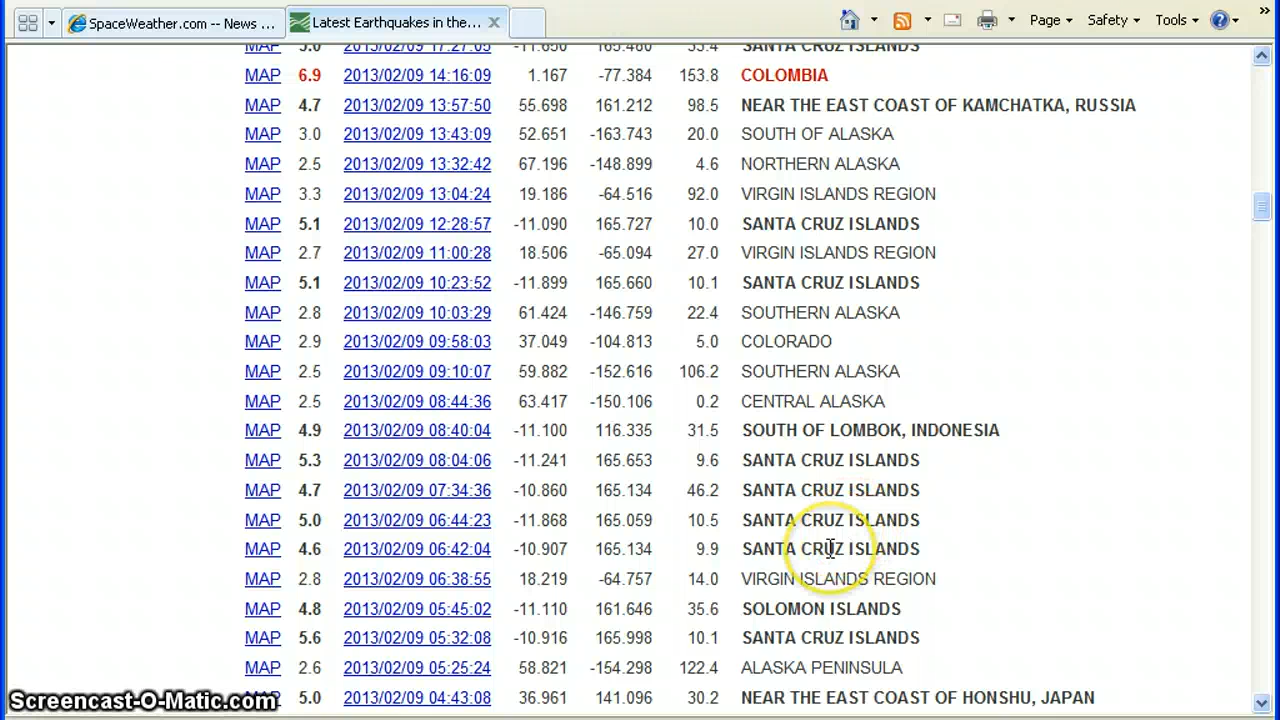 SpaceWeather.com -- News ...
Latest Earthquakes in the...
Page
Safety
Tools
MAP 5.0 2013/02/09 17:27:05 -11.650 165.480 35.4 SANTA CRUZ ISLANDS
MAP 6.9 2013/02/09 14:16:09 1.167 -77.384 153.8 COLOMBIA
MAP 4.7 2013/02/09 13:57:50 55.698 161.212 98.5 NEAR THE EAST COAST OF KAMCHATKA, RUSSIA
MAP 3.0 2013/02/09 13:43:09 52.651 -163.743 20.0 SOUTH OF ALASKA
MAP 2.5 2013/02/09 13:32:42 67.196 -148.899 4.6 NORTHERN ALASKA
MAP 3.3 2013/02/09 13:04:24 19.186 -64.516 92.0 VIRGIN ISLANDS REGION
MAP 5.1 2013/02/09 12:28:57 -11.090 165.727 10.0 SANTA CRUZ ISLANDS
MAP 2.7 2013/02/09 11:00:28 18.506 -65.094 27.0 VIRGIN ISLANDS REGION
MAP 5.1 2013/02/09 10:23:52 -11.899 165.660 10.1 SANTA CRUZ ISLANDS
MAP 2.8 2013/02/09 10:03:29 61.424 -146.759 22.4 SOUTHERN ALASKA
MAP 2.9 2013/02/09 09:58:03 37.049 -104.813 5.0 COLORADO
MAP 2.5 2013/02/09 09:10:07 59.882 -152.616 106.2 SOUTHERN ALASKA
MAP 2.5 2013/02/09 08:44:36 63.417 -150.106 0.2 CENTRAL ALASKA
MAP 4.9 2013/02/09 08:40:04 -11.100 116.335 31.5 SOUTH OF LOMBOK, INDONESIA
MAP 5.3 2013/02/09 08:04:06 -11.241 165.653 9.6 SANTA CRUZ ISLANDS
MAP 4.7 2013/02/09 07:34:36 -10.860 165.134 46.2 SANTA CRUZ ISLANDS
MAP 5.0 2013/02/09 06:44:23 -11.868 165.059 10.5 SANTA CRUZ ISLANDS
MAP 4.6 2013/02/09 06:42:04 -10.907 165.134 9.9 SANTA CRUZ ISLANDS
MAP 2.8 2013/02/09 06:38:55 18.219 -64.757 14.0 VIRGIN ISLANDS REGION
MAP 4.8 2013/02/09 05:45:02 -11.110 161.646 35.6 SOLOMON ISLANDS
MAP 5.6 2013/02/09 05:32:08 -10.916 165.998 10.1 SANTA CRUZ ISLANDS
MAP 2.6 2013/02/09 05:25:24 58.821 -154.298 122.4 ALASKA PENINSULA
MAP 5.0 2013/02/09 04:43:08 36.961 141.096 30.2 NEAR THE EAST COAST OF HONSHU, JAPAN
Screencast-O-Matic.com